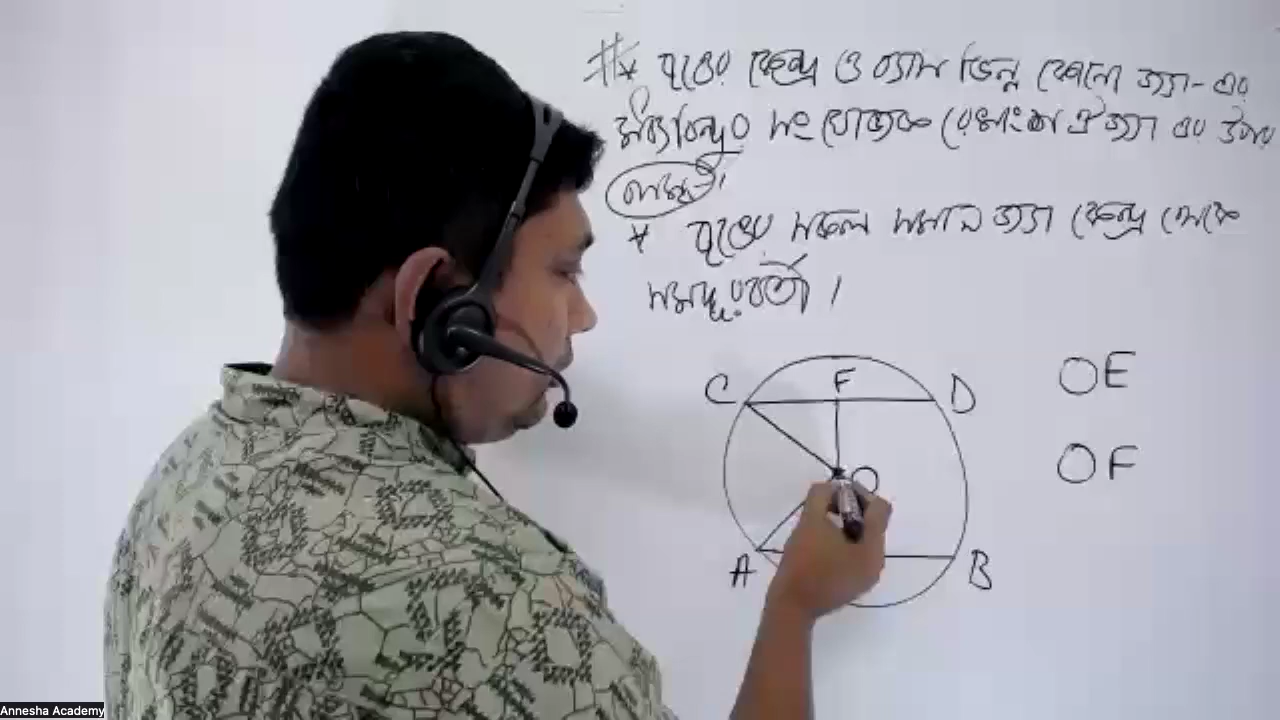 * বৃত্তের কেন্দ্র ও ব্যাস ভিন্ন কোনো জ্যা-এর
মধ্যবিন্দুর সংযোজক রেখাংশ ঐ জ্যা এর উপর
লম্ব।
* বৃত্তের সকল সমান জ্যা কেন্দ্র থেকে
সমদূরবর্তী।
C F D
OE
O
OF
A B
Annesha Academy